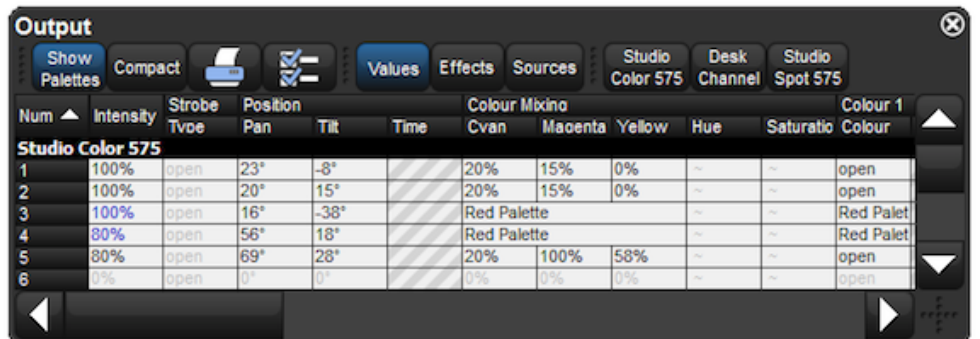 Output
Show Palettes Compact Values Effects Sources Studio Color 575 Desk Channel Studio Spot 575
Num Intensity Strobe Position Colour Mixing Colour 1
Type Pan Tilt Time Cyan Magenta Yellow Hue Saturatio Colour
Studio Color 575
1 100% open 23° -8° 20% 15% 0% ~ ~ open
2 100% open 20° 15° 20% 15% 0% ~ ~ open
3 100% open 16° -38° Red Palette ~ ~ Red Palet
4 80% open 56° 18° Red Palette ~ ~ Red Palet
5 80% open 69° 28° 20% 100% 58% ~ ~ open
6 0% open 0° 0° 0% 0% 0% ~ ~ open